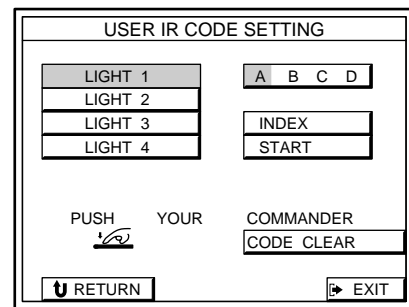 USER IR CODE SETTING
LIGHT 1
LIGHT 2
LIGHT 3
LIGHT 4
A B C D
INDEX
START
PUSH YOUR COMMANDER
CODE CLEAR
RETURN
EXIT